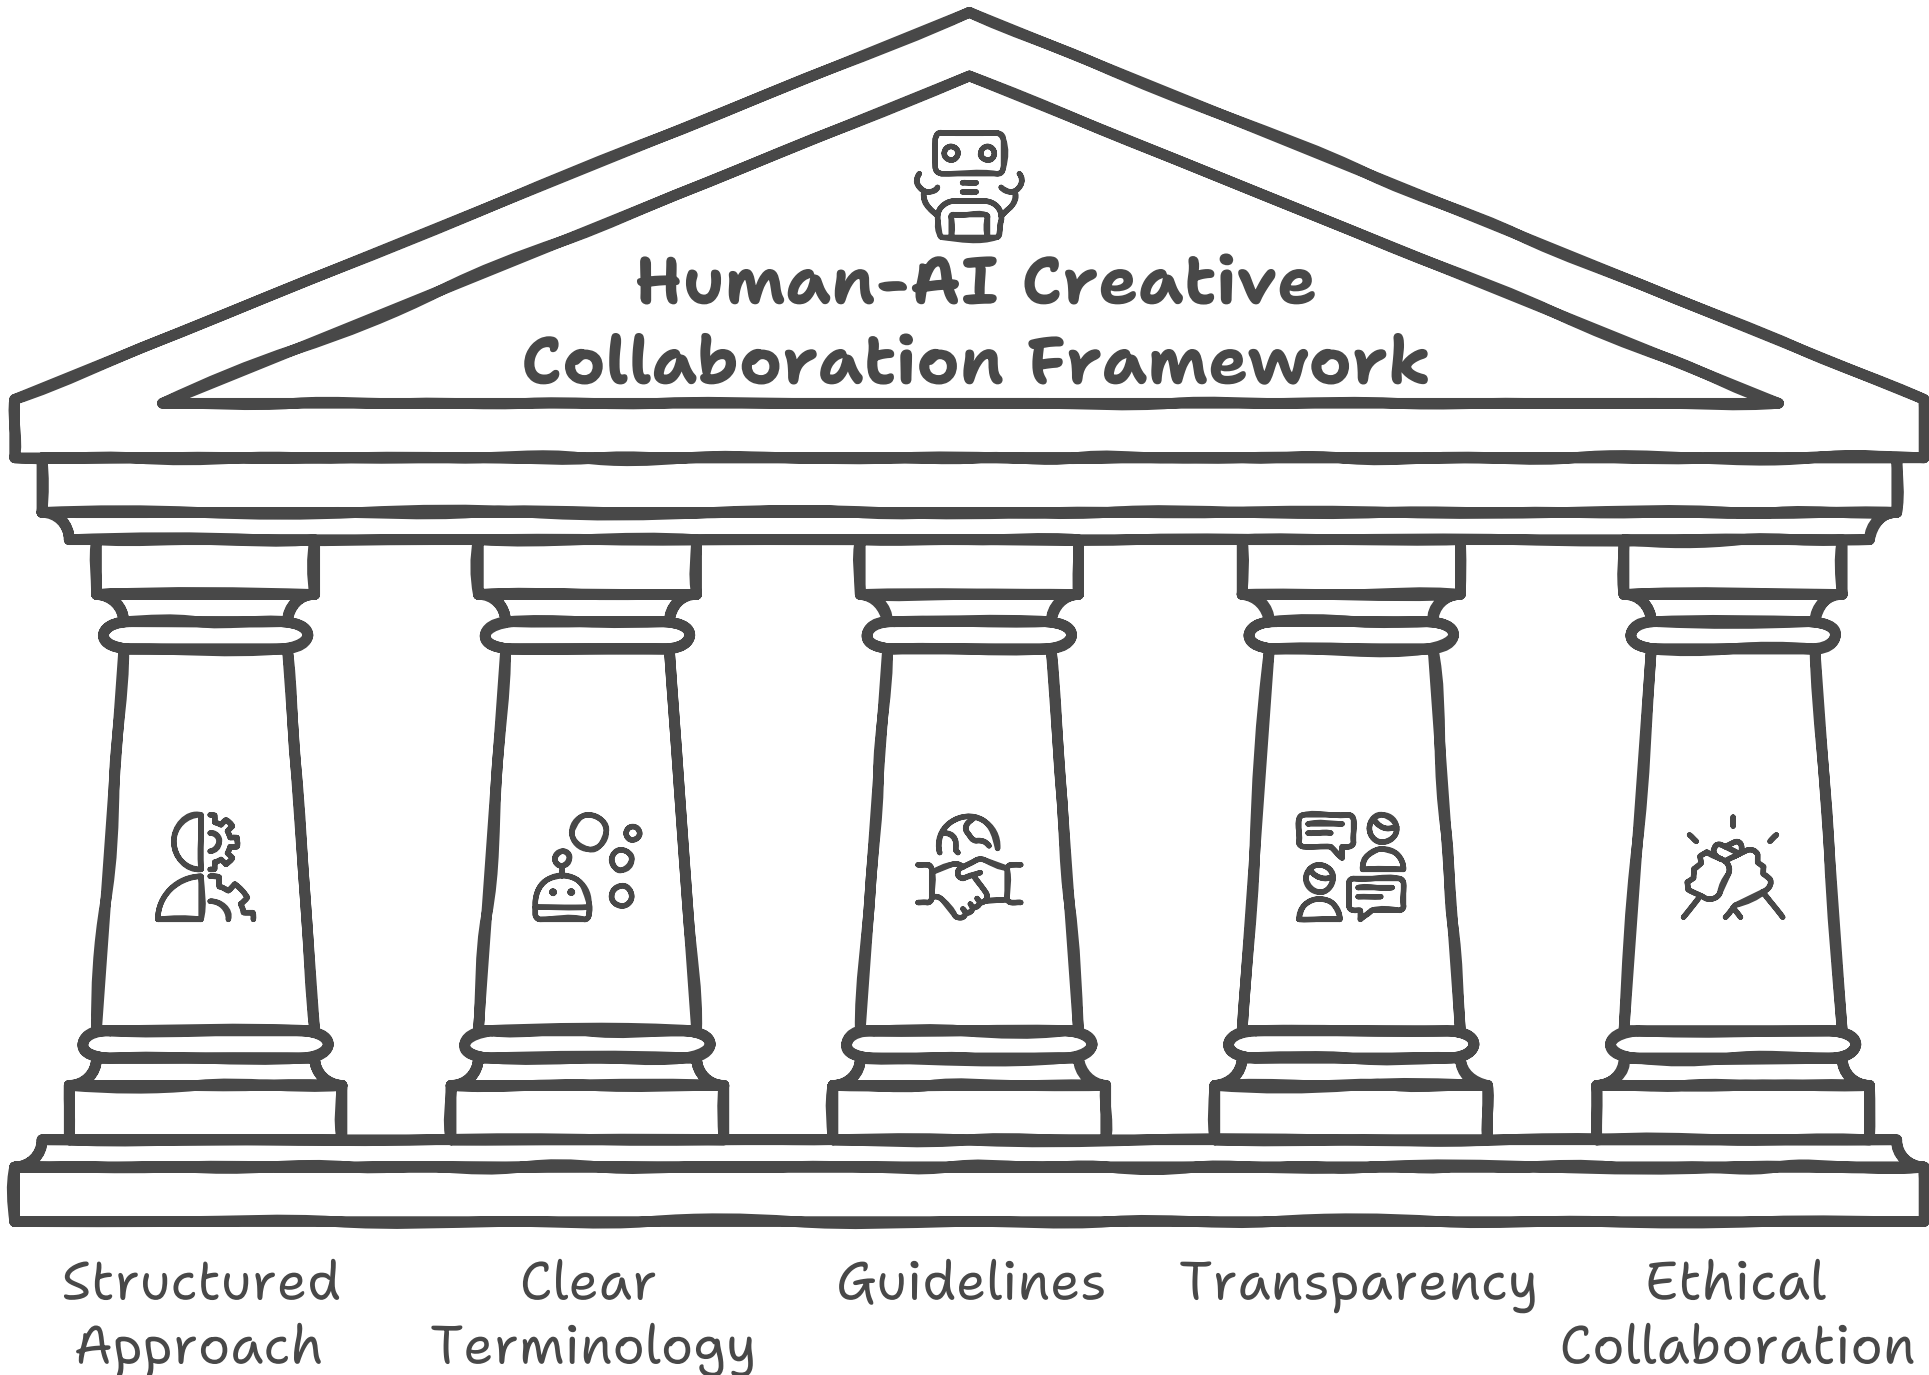 Human-AI Creative
Collaboration Framework
Structured
Approach
Clear
Terminology
Guidelines
Transparency
Ethical
Collaboration